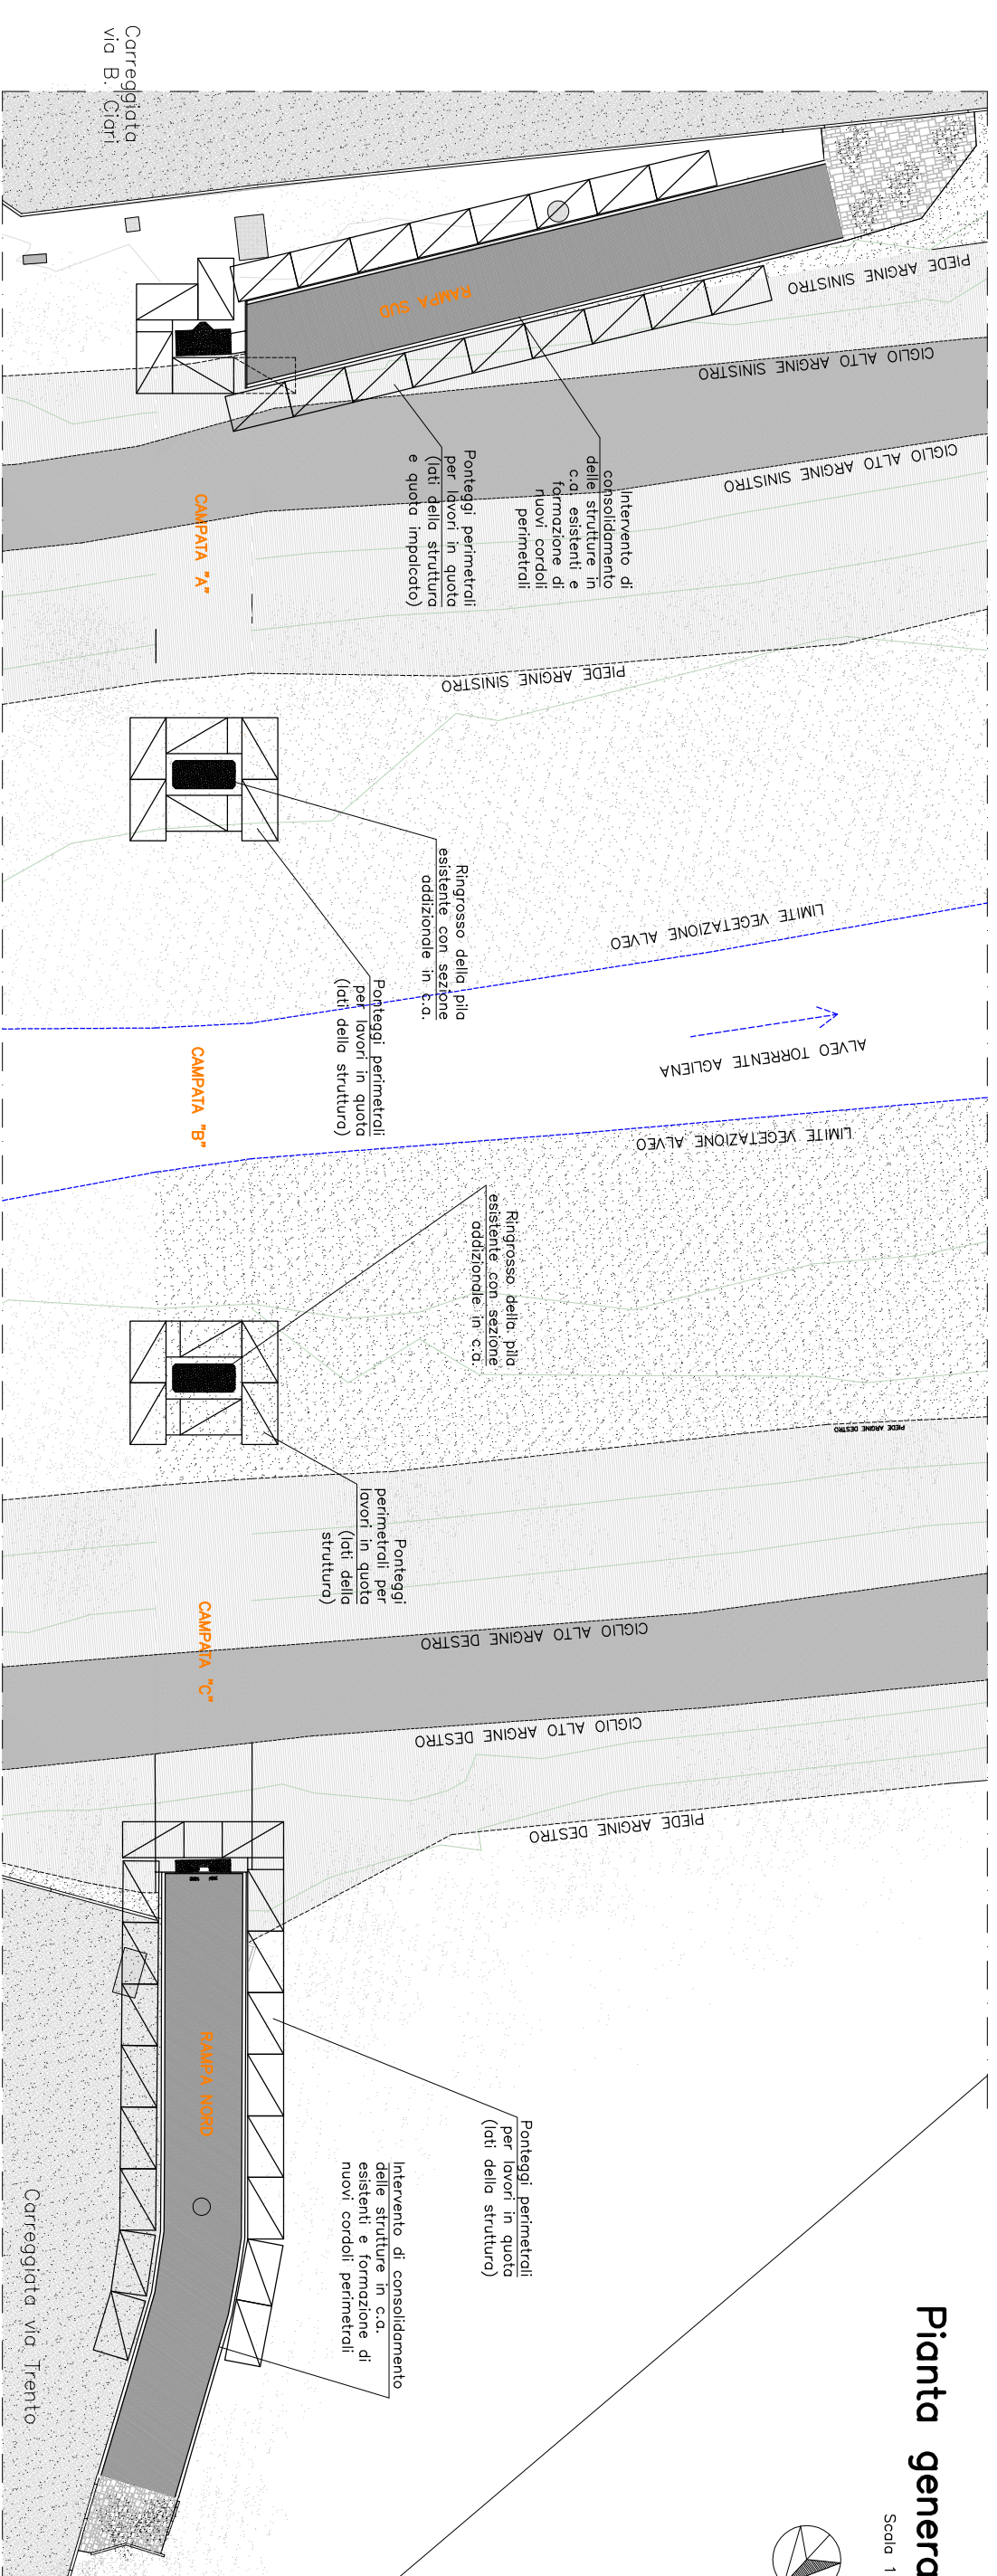 Carreggiata
via B. Ciari
RAMPA SUD
PIEDE ARGINE SINISTRO
CIGLIO ALTO ARGINE SINISTRO
CIGLIO ALTO ARGINE SINISTRO
CAMPATA "A"
Intervento di
consolidamento
delle strutture in
c.a. esistenti e
formazione di
nuovi cordoli
perimetrali
Ponteggi perimetrali
per lavori in quota
(lati della struttura
e quota impalcato)
PIEDE ARGINE SINISTRO
Ringrosso della pila
esistente con sezione
addizionale in c.a.
Ponteggi perimetrali
per lavori in quota
(lati della struttura)
LIMITE VEGETAZIONE ALVEO
ALVEO TORRENTE AGLIENA
CAMPATA "B"
LIMITE VEGETAZIONE ALVEO
Ringrosso della pila
esistente con sezione
addizionale in c.a.
PIEDE ARGINE DESTRO
Ponteggi
perimetrali per
lavori in quota
(lati della
struttura)
CAMPATA "C"
CIGLIO ALTO ARGINE DESTRO
CIGLIO ALTO ARGINE DESTRO
PIEDE ARGINE DESTRO
RAMPA NORD
Ponteggi perimetrali
per lavori in quota
(lati della struttura)
Intervento di consolidamento
delle strutture in c.a.
esistenti e formazione di
nuovi cordoli perimetrali
Carreggiata via Trento
Pianta genera
Scala 1